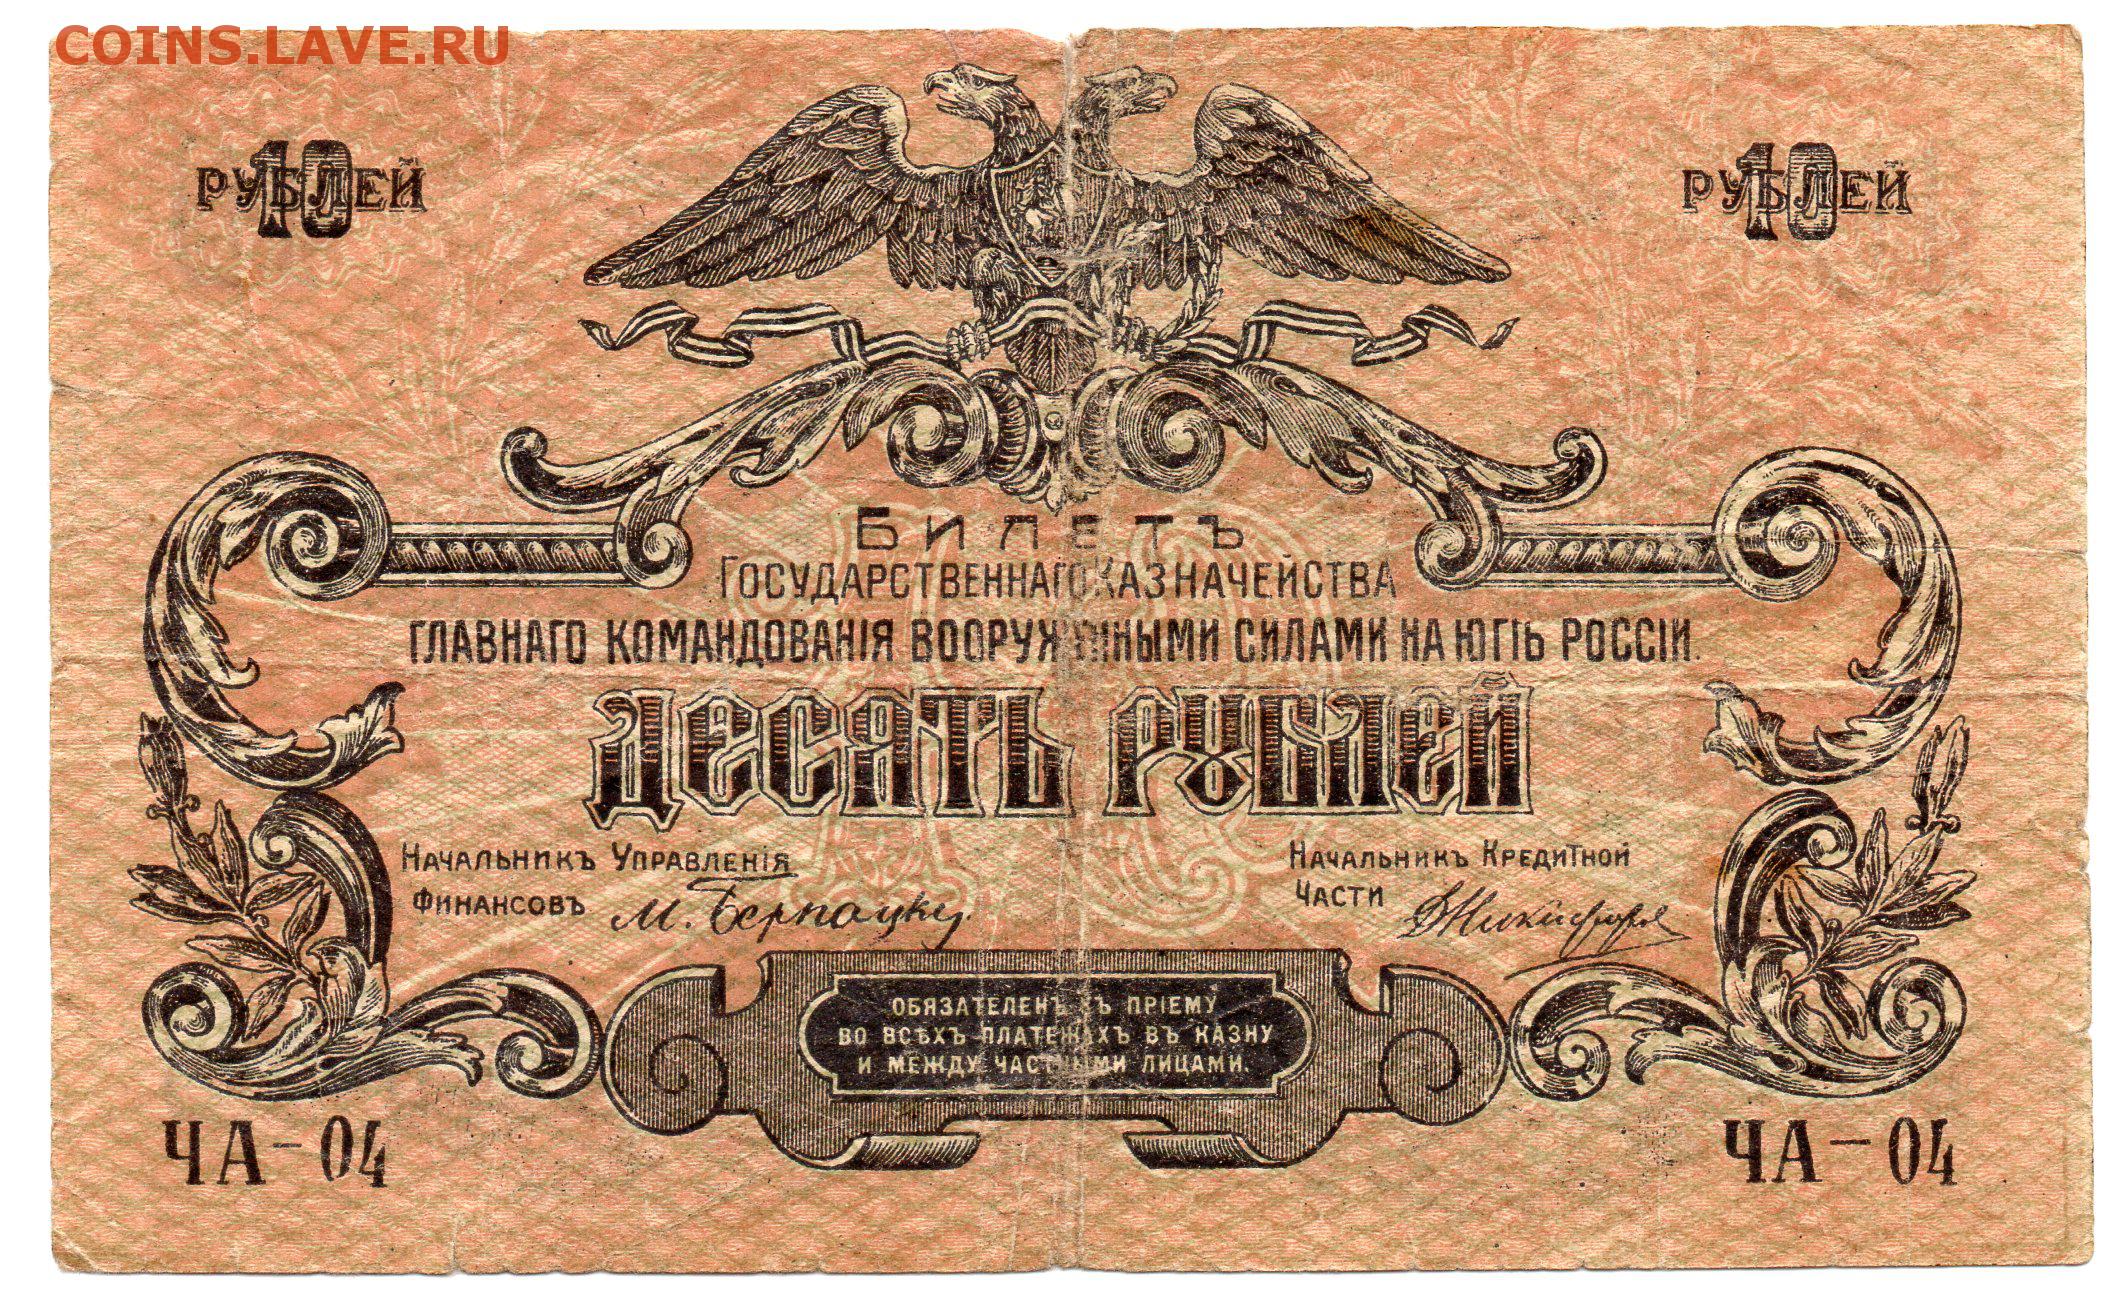 COINS.LAVE.RU
10 РУБЛЕЙ
10 РУБЛЕЙ
БИЛЕТЪ
ГОСУДАРСТВЕННАГО КАЗНАЧЕЙСТВА
ГЛАВНАГО КОМАНДОВАНІЯ ВООРУЖЕННЫМИ СИЛАМИ НА ЮГѢ РОССІИ.
ДЕСЯТЬ РУБЛЕЙ
НАЧАЛЬНИКЪ УПРАВЛЕНІЯ
ФИНАНСОВЪ М. Бернацкій
НАЧАЛЬНИКЪ КРЕДИТНОЙ
ЧАСТИ
ОБЯЗАТЕЛЕНЪ КЪ ПРІЕМУ
ВО ВСѢХЪ ПЛАТЕЖАХЪ ВЪ КАЗНУ
И МЕЖДУ ЧАСТНЫМИ ЛИЦАМИ.
ЧА-04
ЧА-04